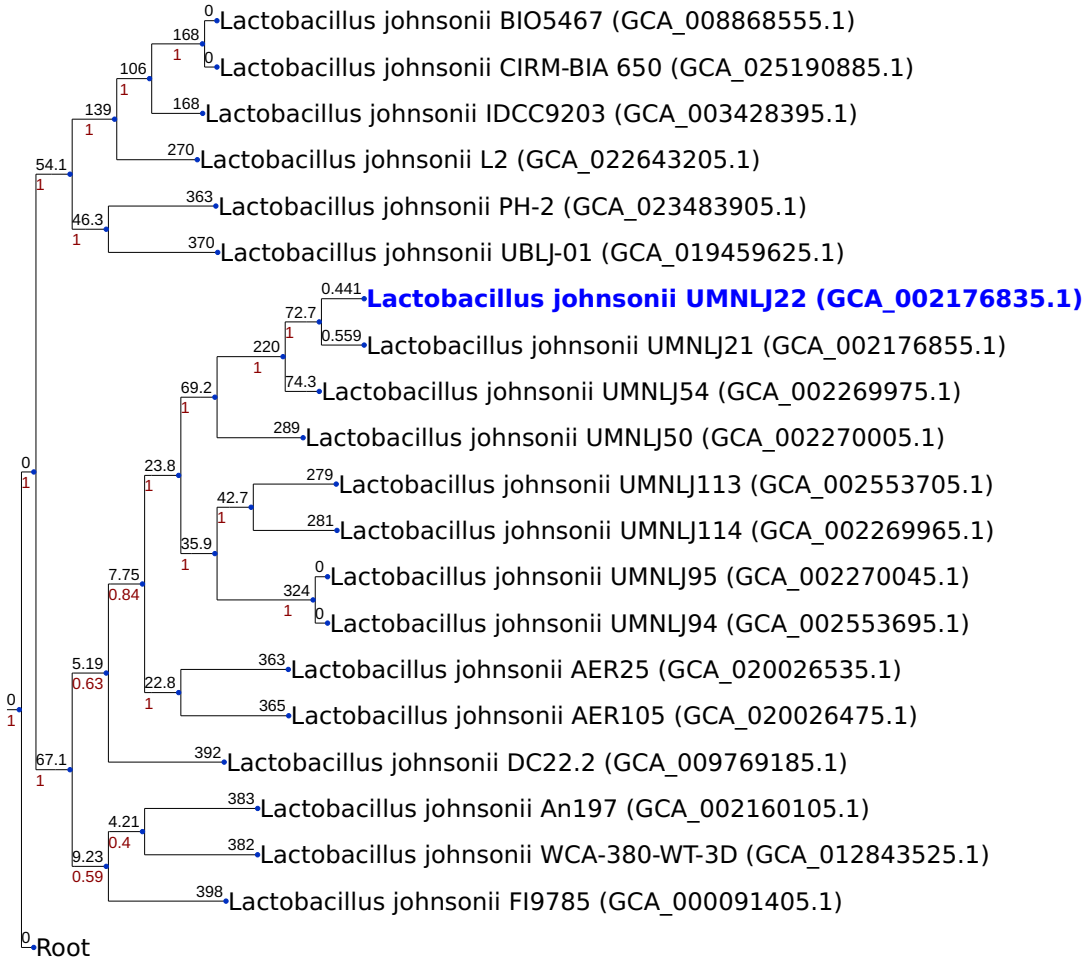 0
Lactobacillus johnsonii BIO5467 (GCA_008868555.1)
168
1
0
Lactobacillus johnsonii CIRM-BIA 650 (GCA_025190885.1)
106
1
168
Lactobacillus johnsonii IDCC9203 (GCA_003428395.1)
139
1
270
Lactobacillus johnsonii L2 (GCA_022643205.1)
54.1
1
363
Lactobacillus johnsonii PH-2 (GCA_023483905.1)
46.3
1
370
Lactobacillus johnsonii UBLJ-01 (GCA_019459625.1)
0.441
Lactobacillus johnsonii UMNLJ22 (GCA_002176835.1)
72.7
1
0.559
Lactobacillus johnsonii UMNLJ21 (GCA_002176855.1)
220
1
74.3
Lactobacillus johnsonii UMNLJ54 (GCA_002269975.1)
69.2
1
289
Lactobacillus johnsonii UMNLJ50 (GCA_002270005.1)
23.8
1
279
Lactobacillus johnsonii UMNLJ113 (GCA_002553705.1)
42.7
1
281
Lactobacillus johnsonii UMNLJ114 (GCA_002269965.1)
35.9
1
0
Lactobacillus johnsonii UMNLJ95 (GCA_002270045.1)
324
1
0
Lactobacillus johnsonii UMNLJ94 (GCA_002553695.1)
0
1
7.75
0.84
363
Lactobacillus johnsonii AER25 (GCA_020026535.1)
22.8
1
365
Lactobacillus johnsonii AER105 (GCA_020026475.1)
5.19
0.63
392
Lactobacillus johnsonii DC22.2 (GCA_009769185.1)
0
1
67.1
1
383
Lactobacillus johnsonii An197 (GCA_002160105.1)
4.21
0.4
382
Lactobacillus johnsonii WCA-380-WT-3D (GCA_012843525.1)
9.23
0.59
398
Lactobacillus johnsonii FI9785 (GCA_000091405.1)
0
Root